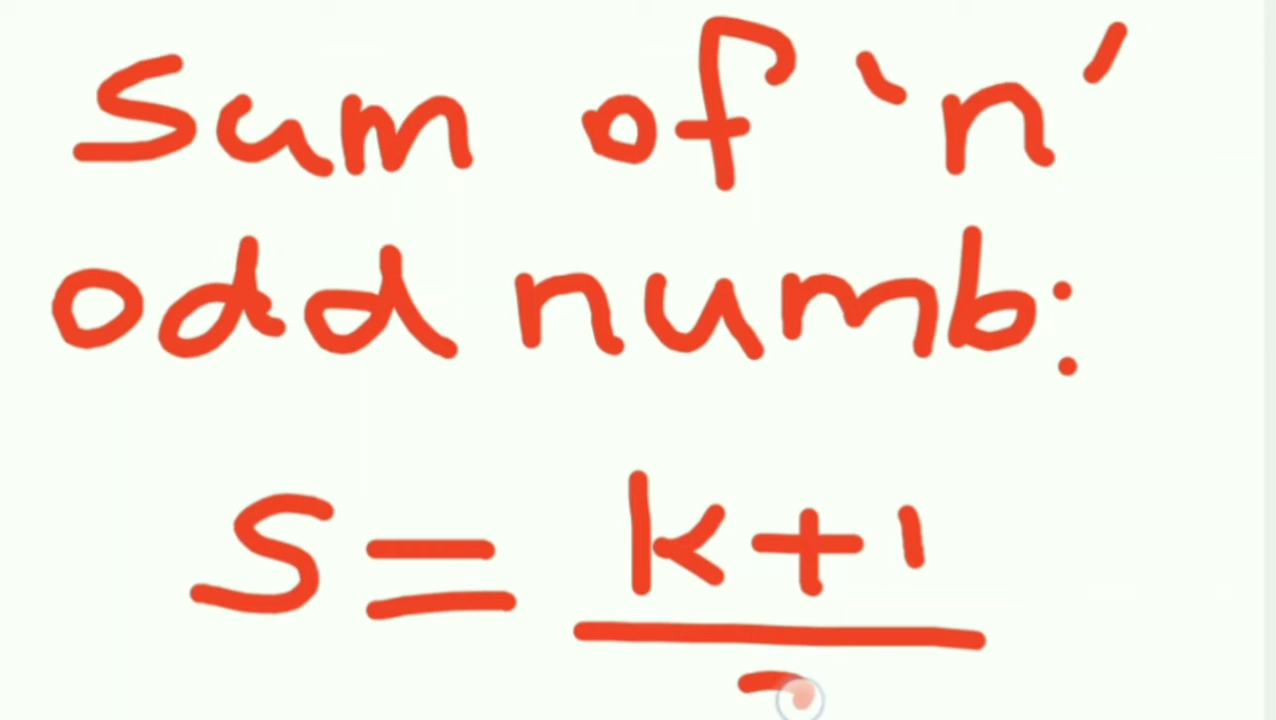 Sum of 'n'
odd numb:
S = k+1